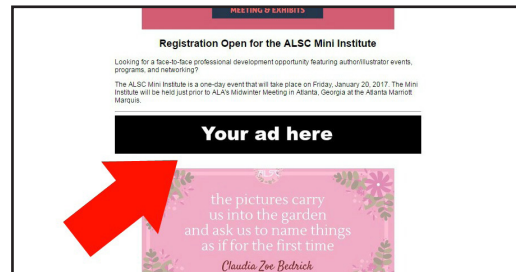 MEETING & EXHIBITS
Registration Open for the ALSC Mini Institute
Looking for a face-to-face professional development opportunity featuring author/illustrator events,
programs, and networking?
The ALSC Mini Institute is a one-day event that will take place on Friday, January 20, 2017. The Mini
Institute will be held just prior to ALA's Midwinter Meeting in Atlanta, Georgia at the Atlanta Marriott
Marquis.
Your ad here
the pictures carry
us into the garden
and ask us to name things
as if for the first time
Claudia Zoe Bedrick